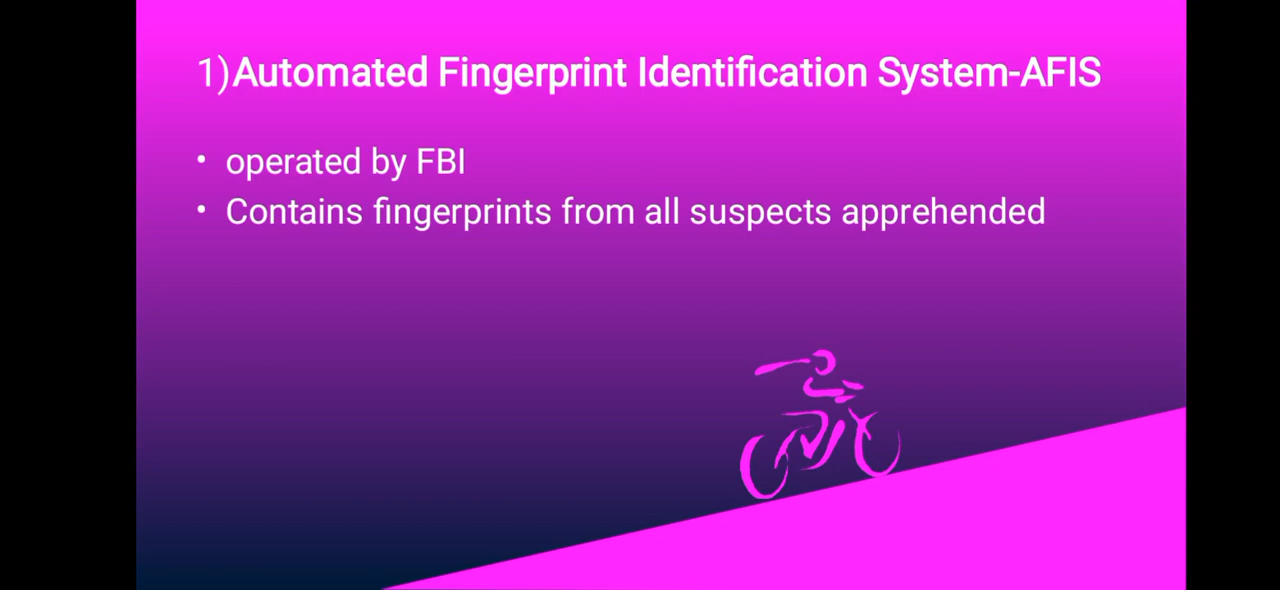 1)Automated Fingerprint Identification System-AFIS
• operated by FBI
• Contains fingerprints from all suspects apprehended